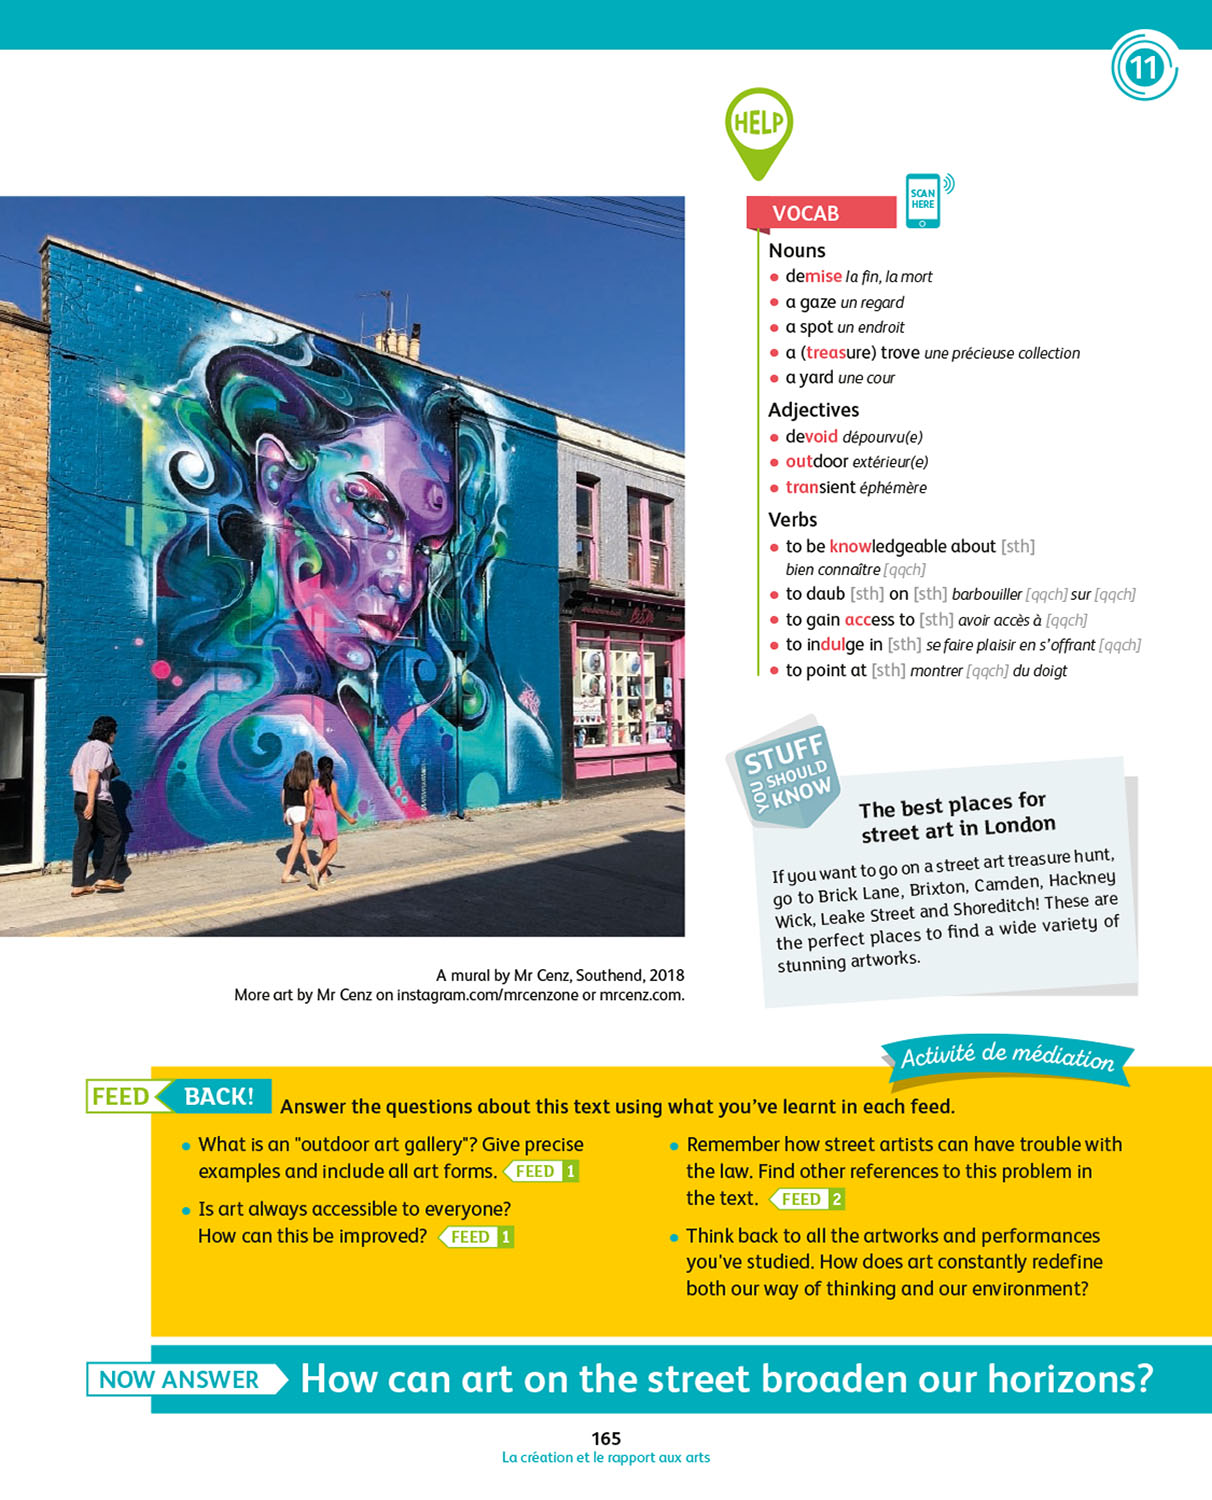 11
HELP
VOCAB
SCAN
HERE
Nouns
• demise la fin, la mort
• a gaze un regard
• a spot un endroit
• a (treasure) trove une précieuse collection
• a yard une cour
Adjectives
• devoid dépourvu(e)
• outdoor extérieur(e)
• transient éphémère
Verbs
• to be knowledgeable about [sth]
bien connaître [qqch]
• to daub [sth] on [sth] barbouiller [qqch] sur [qqch]
• to gain access to [sth] avoir accès à [qqch]
• to indulge in [sth] se faire plaisir en s'offrant [qqch]
• to point at [sth] montrer [qqch] du doigt
STUFF
YOU SHOULD
KNOW
The best places for
street art in London
If you want to go on a street art treasure hunt,
go to Brick Lane, Brixton, Camden, Hackney
Wick, Leake Street and Shoreditch! These are
the perfect places to find a wide variety of
stunning artworks.
A mural by Mr Cenz, Southend, 2018
More art by Mr Cenz on instagram.com/mrcenzone or mrcenz.com.
Activité de médiation
FEED BACK! Answer the questions about this text using what you've learnt in each feed.
• What is an "outdoor art gallery"? Give precise
examples and include all art forms. FEED 1
• Is art always accessible to everyone?
How can this be improved? FEED 1
• Remember how street artists can have trouble with
the law. Find other references to this problem in
the text. FEED 2
• Think back to all the artworks and performances
you've studied. How does art constantly redefine
both our way of thinking and our environment?
NOW ANSWER How can art on the street broaden our horizons?
165
La création et le rapport aux arts